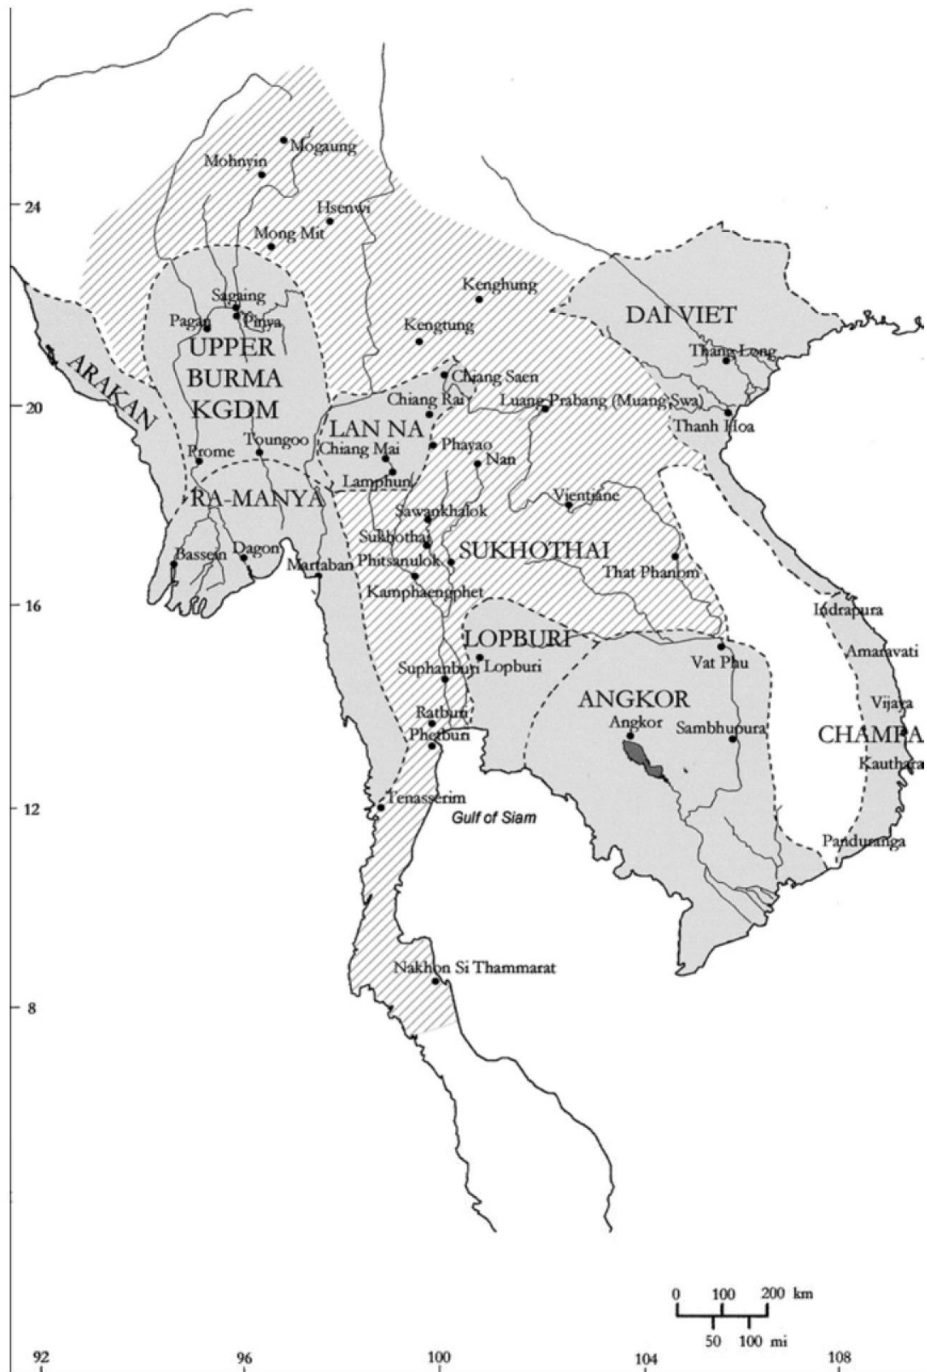 Mogaung
Mohnyin
24
Hsenwi
Mong Mit
Kenghung
Sagaing
Pagan
Pinya
DAI VIET
Kengtung
UPPER
BURMA
KGDM
Thang Long
ARAKAN
Chiang Saen
20
Chiang Rai
Luang Prabang (Muang Swa)
LAN NA
Thanh Hoa
Toungoo
Phayao
Prome
Chiang Mai
Nan
Lamphun
RA-MANYA
Vjentiane
Sawankhalok
Sukhothai
SUKHOTHAI
Bassein
Dagon
Martaban
Phitsanulok
That Phanom
Kamphaengphet
16
Indrapura
LOPBURI
Lopburi
Vat Phu
Amaravati
Suphanburi
ANGKOR
Vijaya
Ratburi
Angkor
Sambhupura
CHAMPA
Phetburi
Kauthara
Tenasserim
12
Gulf of Siam
Panduranga
Nakhon Si Thammarat
8
0 100 200 km
50 100 mi
92 96 100 104 108